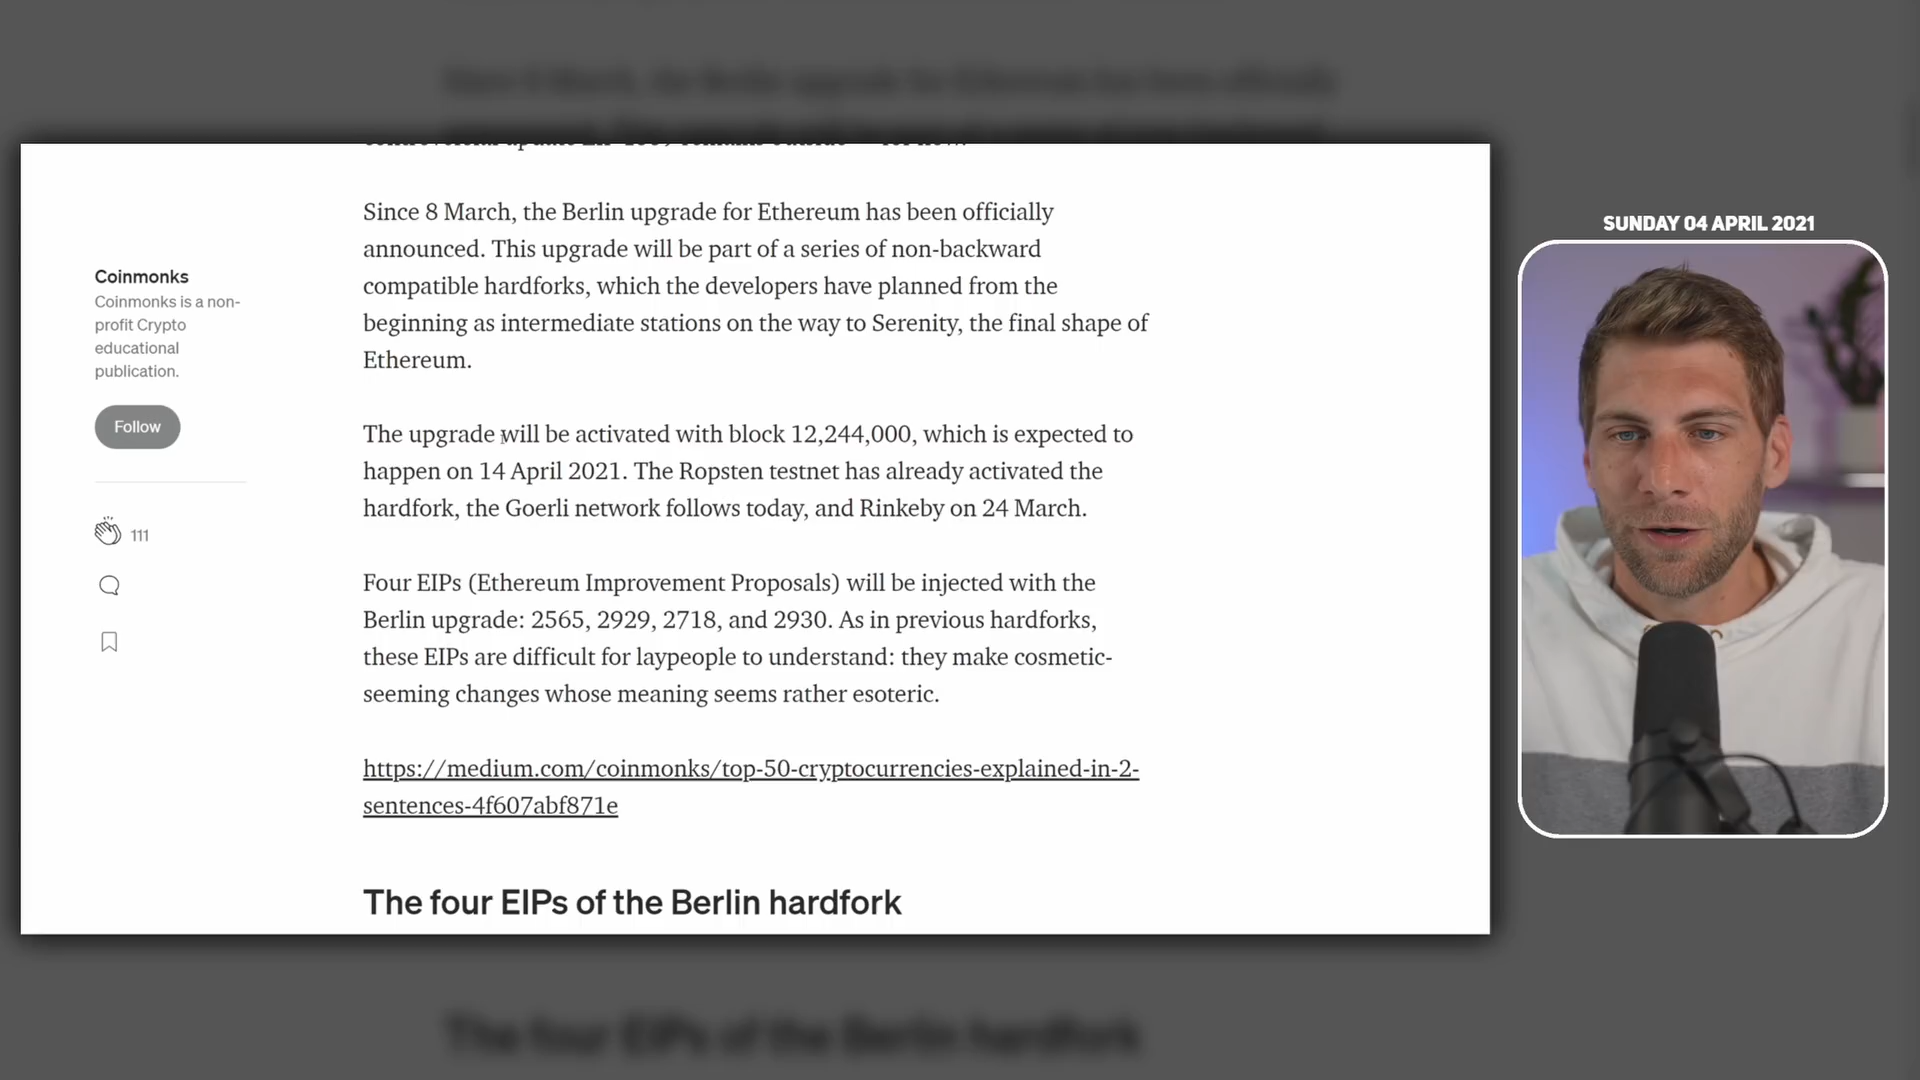 Since 8 March, the Berlin upgrade for Ethereum has been officially
announced. This upgrade will be part of a series of non-backward
compatible hardforks, which the developers have planned from the
beginning as intermediate stations on the way to Serenity, the final shape of
Ethereum.
The upgrade will be activated with block 12,244,000, which is expected to
happen on 14 April 2021. The Ropsten testnet has already activated the
hardfork, the Goerli network follows today, and Rinkeby on 24 March.
Four EIPs (Ethereum Improvement Proposals) will be injected with the
Berlin upgrade: 2565, 2929, 2718, and 2930. As in previous hardforks,
these EIPs are difficult for laypeople to understand: they make cosmetic-
seeming changes whose meaning seems rather esoteric.
https://medium.com/coinmonks/top-50-cryptocurrencies-explained-in-2-
sentences-4f607abf871e
The four EIPs of the Berlin hardfork
Coinmonks
Coinmonks is a non-
profit Crypto
educational
publication.
Follow
111
SUNDAY 04 APRIL 2021
The four EIPs of the Berlin hardfork